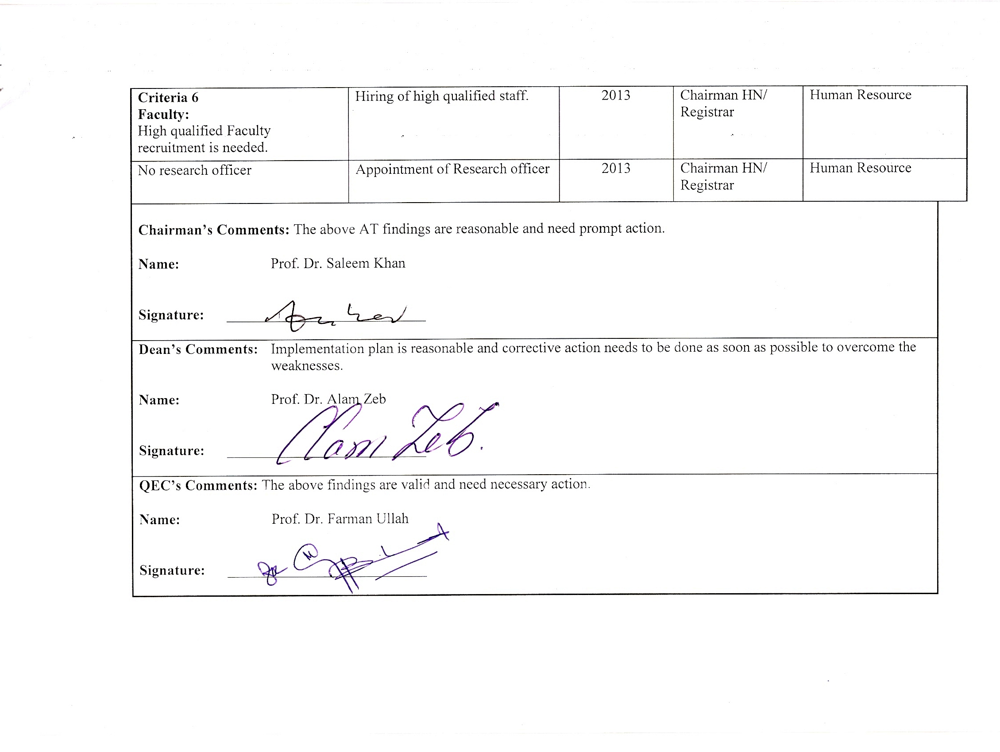 Criteria 6
Faculty:
High qualified Faculty
recruitment is needed.
Hiring of high qualified staff.
2013
Chairman HN/
Registrar
Human Resource
No research officer
Appointment of Research officer
2013
Chairman HN/
Registrar
Human Resource
Chairman's Comments: The above AT findings are reasonable and need prompt action.
Name: Prof. Dr. Saleem Khan
Signature:
Dean's Comments: Implementation plan is reasonable and corrective action needs to be done as soon as possible to overcome the
weaknesses.
Name: Prof. Dr. Alam Zeb
Signature: Alam Zeb.
QEC's Comments: The above findings are valid and need necessary action.
Name: Prof. Dr. Farman Ullah
Signature: